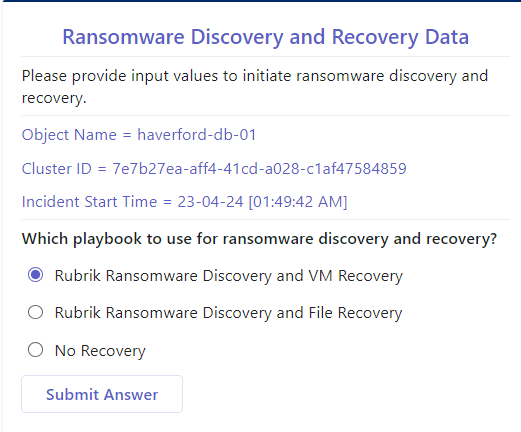 Ransomware Discovery and Recovery Data
Please provide input values to initiate ransomware discovery and
recovery.
Object Name = haverford-db-01
Cluster ID = 7e7b27ea-aff4-41cd-a028-c1af47584859
Incident Start Time = 23-04-24 [01:49:42 AM]
Which playbook to use for ransomware discovery and recovery?
Rubrik Ransomware Discovery and VM Recovery
Rubrik Ransomware Discovery and File Recovery
No Recovery
Submit Answer